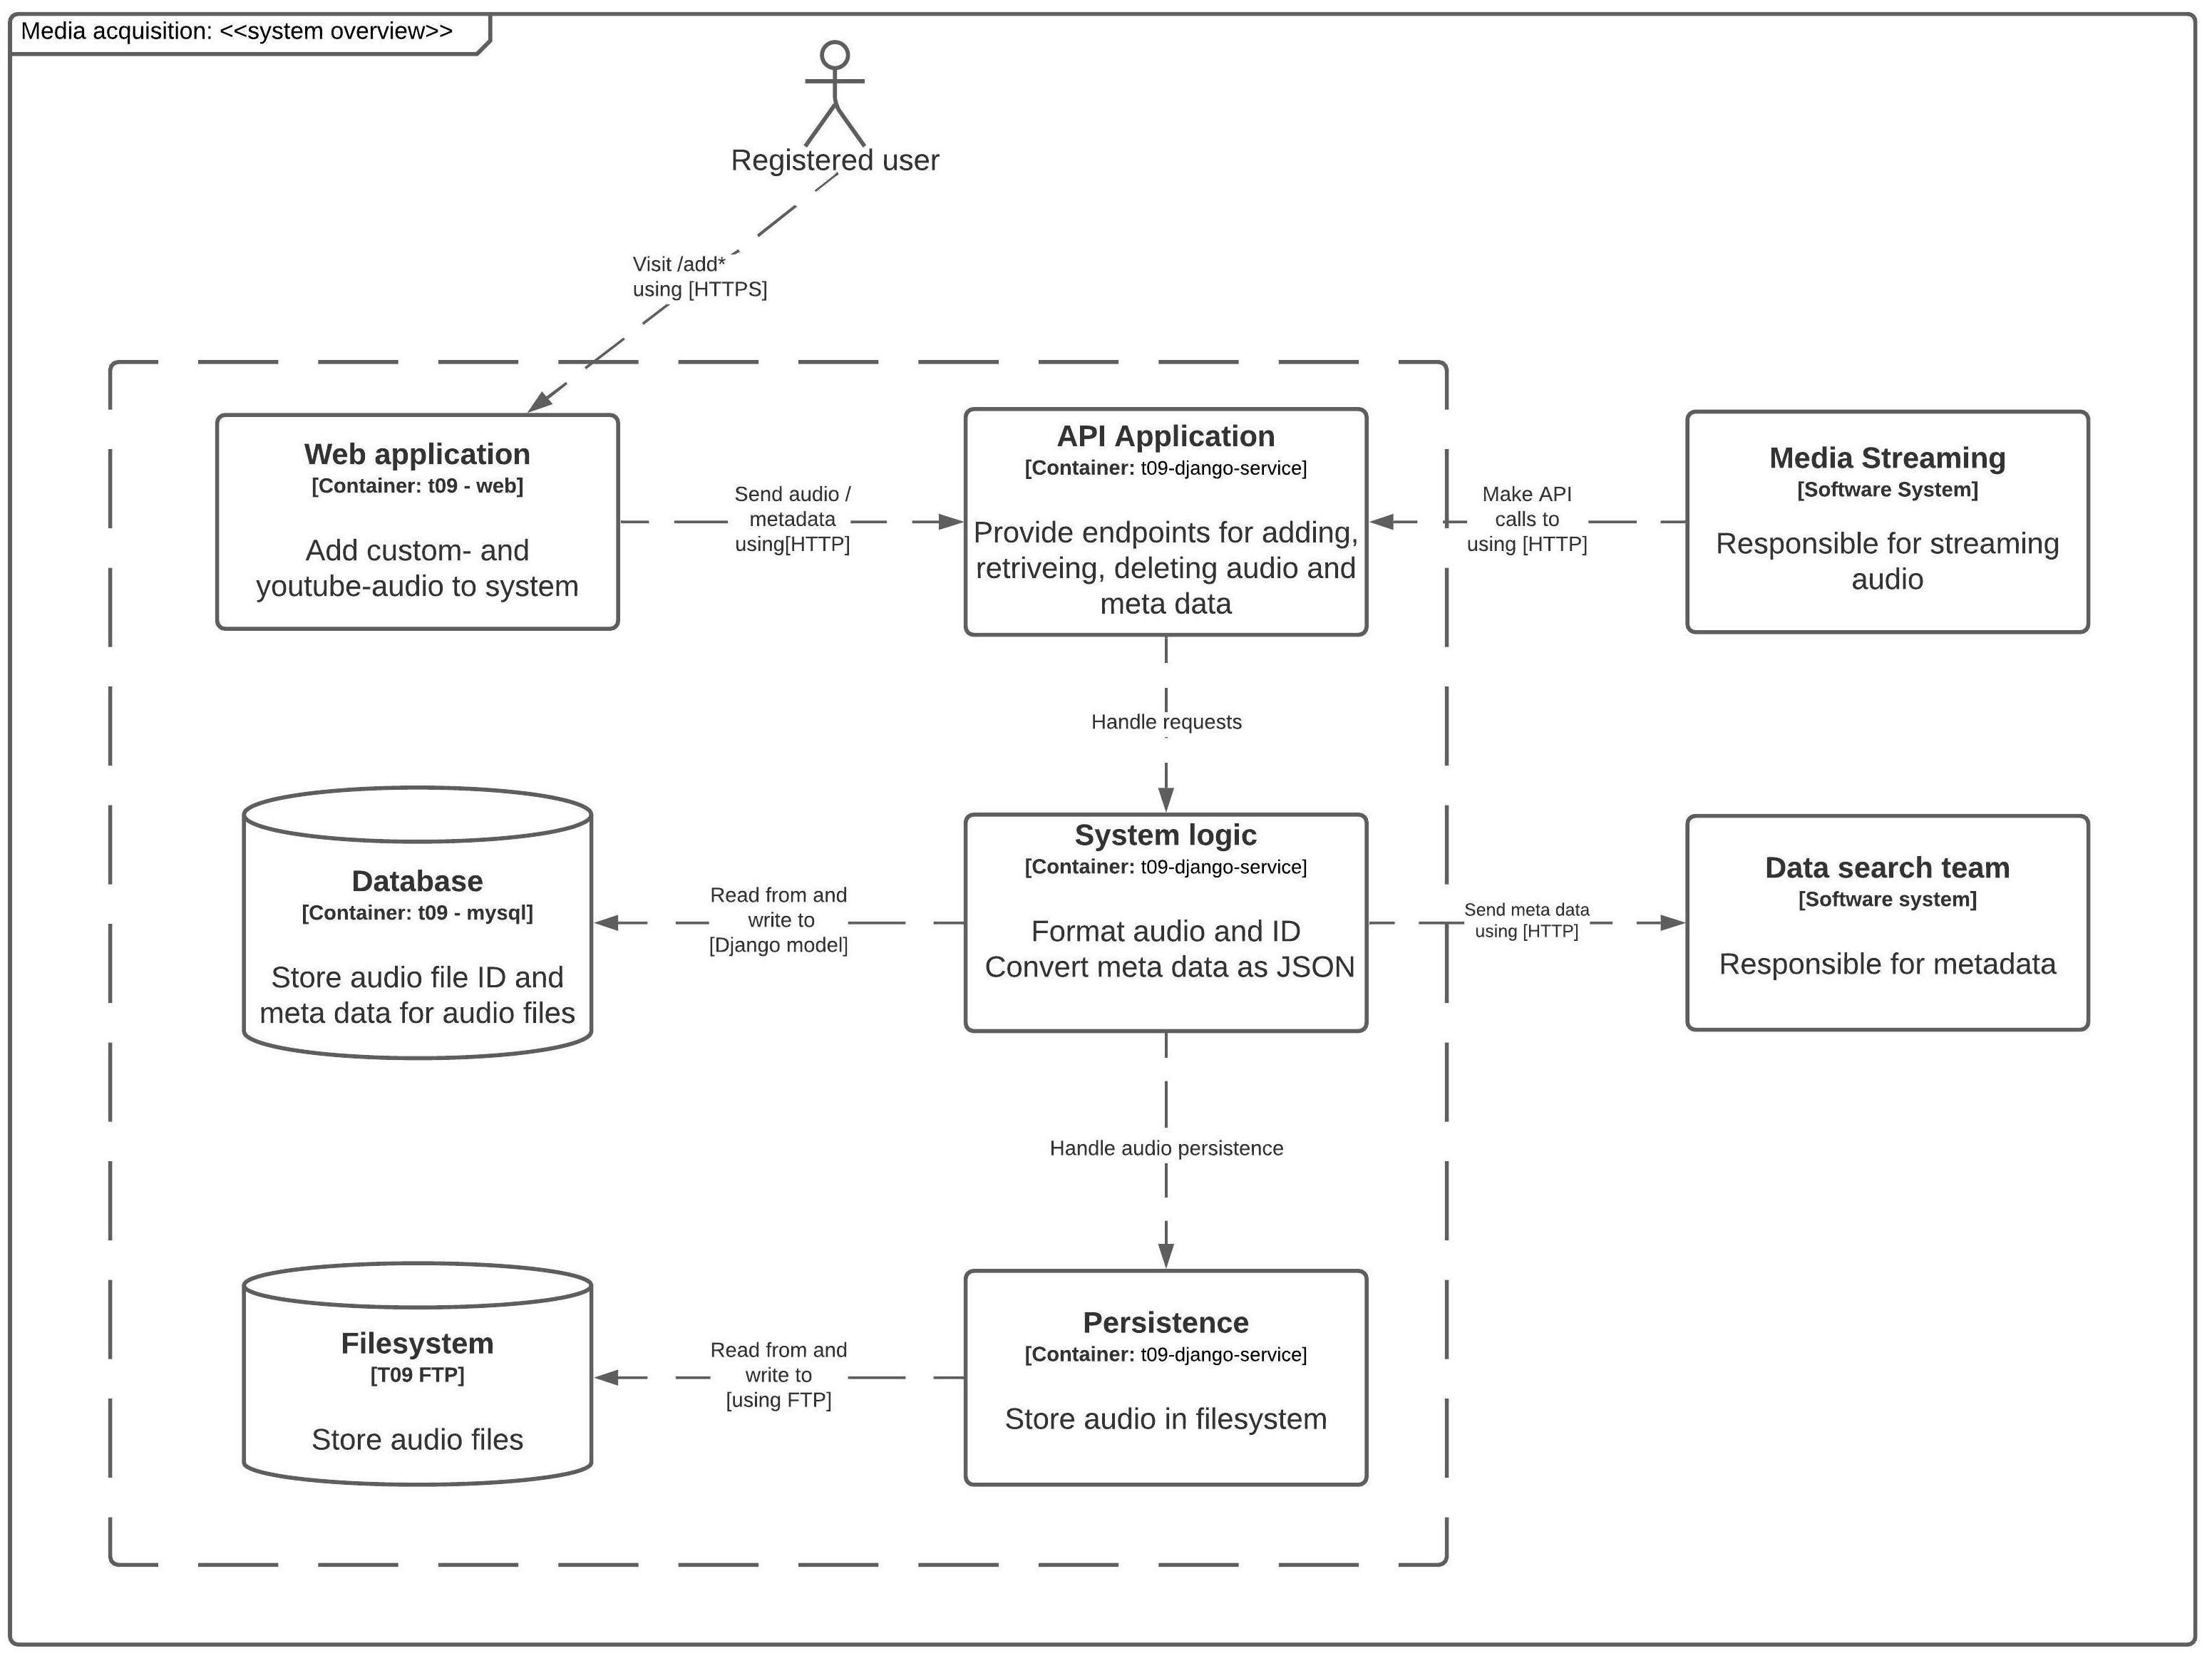 Media acquisition: <<system overview>>
Registered user
Visit /add*
using [HTTPS]
Web application
[Container: t09 - web]
Add custom- and
youtube-audio to system
Send audio /
metadata
using[HTTP]
API Application
[Container: t09-django-service]
Provide endpoints for adding,
retriveing, deleting audio and
meta data
Make API
calls to
using [HTTP]
Media Streaming
[Software System]
Responsible for streaming
audio
Handle requests
Database
[Container: t09 - mysql]
Store audio file ID and
meta data for audio files
Read from and
write to
[Django model]
System logic
[Container: t09-django-service]
Format audio and ID
Convert meta data as JSON
Send meta data
using [HTTP]
Data search team
[Software system]
Responsible for metadata
Handle audio persistence
Filesystem
[T09 FTP]
Store audio files
Read from and
write to
[using FTP]
Persistence
[Container: t09-django-service]
Store audio in filesystem